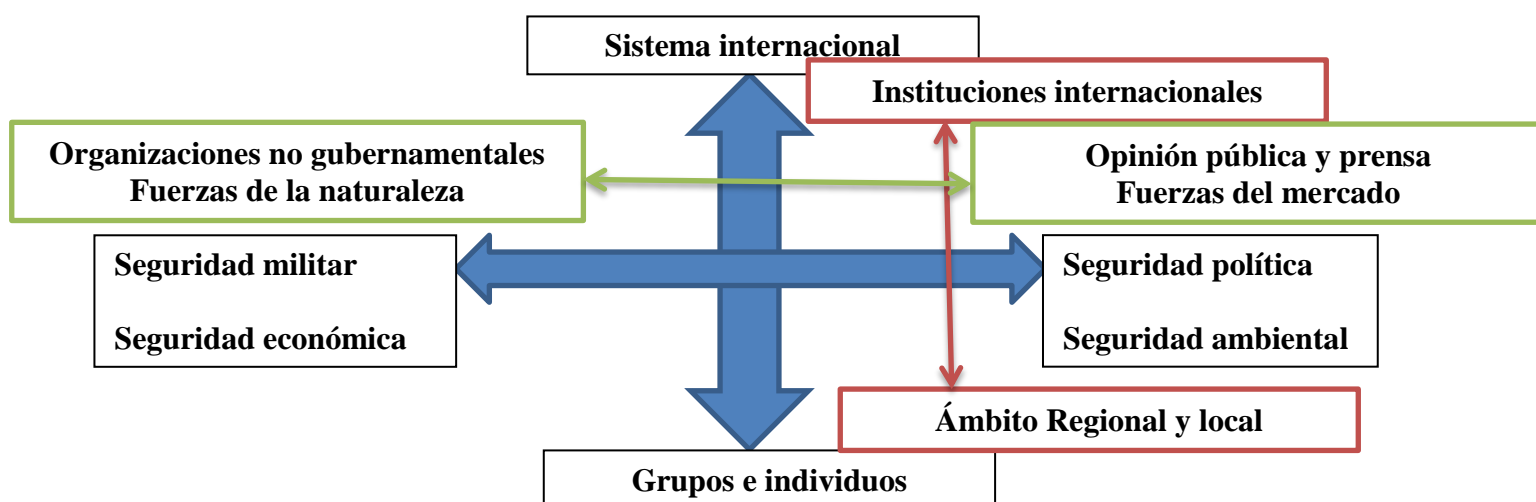 Sistema internacional
Instituciones internacionales
Organizaciones no gubernamentales
Fuerzas de la naturaleza
Opinión pública y prensa
Fuerzas del mercado
Seguridad militar
Seguridad económica
Seguridad política
Seguridad ambiental
Ámbito Regional y local
Grupos e individuos